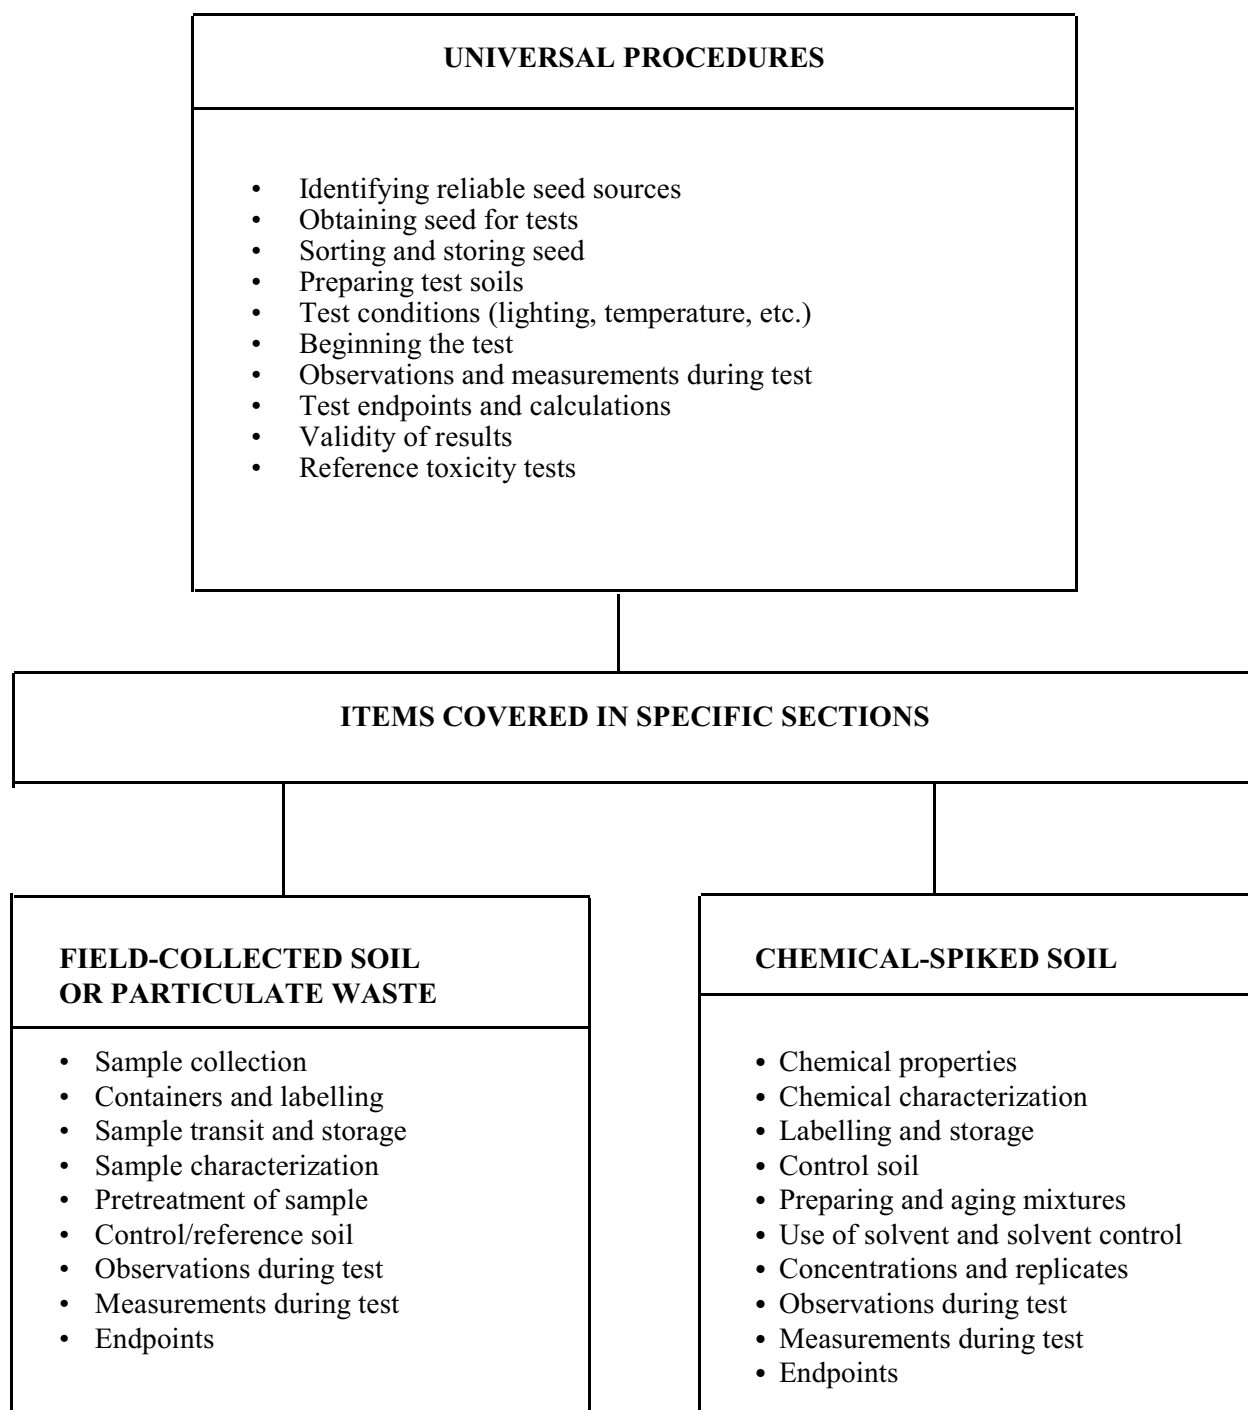 UNIVERSAL PROCEDURES
• Identifying reliable seed sources
• Obtaining seed for tests
• Sorting and storing seed
• Preparing test soils
• Test conditions (lighting, temperature, etc.)
• Beginning the test
• Observations and measurements during test
• Test endpoints and calculations
• Validity of results
• Reference toxicity tests
ITEMS COVERED IN SPECIFIC SECTIONS
FIELD-COLLECTED SOIL
OR PARTICULATE WASTE
• Sample collection
• Containers and labelling
• Sample transit and storage
• Sample characterization
• Pretreatment of sample
• Control/reference soil
• Observations during test
• Measurements during test
• Endpoints
CHEMICAL-SPIKED SOIL
• Chemical properties
• Chemical characterization
• Labelling and storage
• Control soil
• Preparing and aging mixtures
• Use of solvent and solvent control
• Concentrations and replicates
• Observations during test
• Measurements during test
• Endpoints